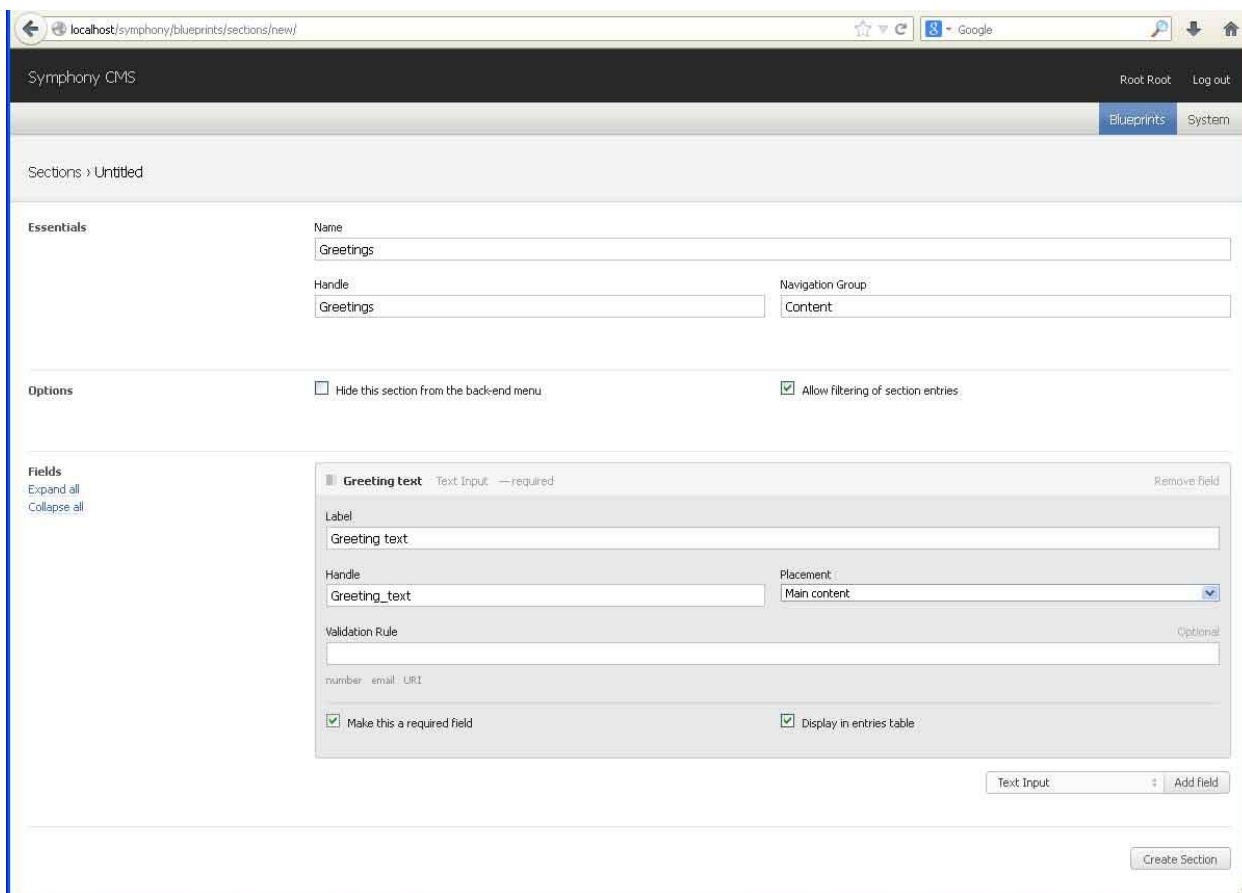 localhost/symphony/blueprints/sections/new/
Google
Symphony CMS
Root Root Log out
Blueprints System
Sections › Untitled
Essentials
Name
Greetings
Handle Navigation Group
Greetings Content
Options
Hide this section from the back-end menu Allow filtering of section entries
Fields
Expand all
Collapse all
Greeting text Text Input — required Remove field
Label
Greeting text
Handle Placement
Greeting_text Main content
Validation Rule Optional
number email URI
Make this a required field Display in entries table
Text Input Add field
Create Section